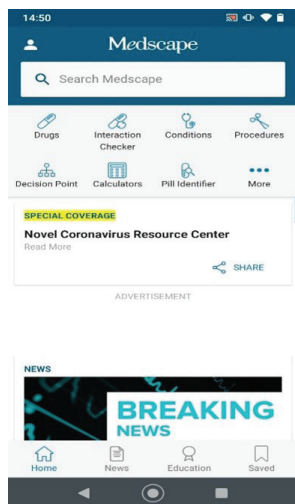 14:50
Medscape
Search Medscape
Drugs
Interaction
Checker
Conditions
Procedures
Decision Point
Calculators
Pill Identifier
More
SPECIAL COVERAGE
Novel Coronavirus Resource Center
Read More
SHARE
ADVERTISEMENT
NEWS
BREAKING
NEWS
Home
News
Education
Saved